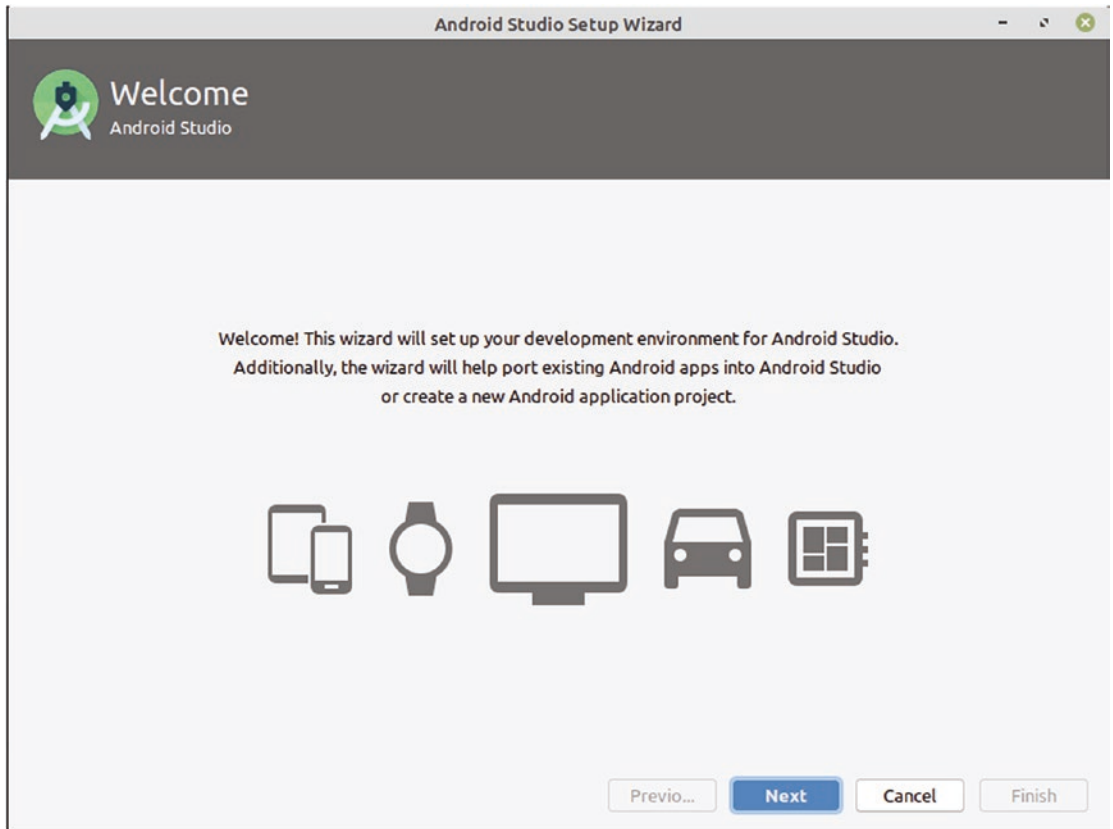 Android Studio Setup Wizard
Welcome
Android Studio
Welcome! This wizard will set up your development environment for Android Studio.
Additionally, the wizard will help port existing Android apps into Android Studio
or create a new Android application project.
Previo... Next Cancel Finish